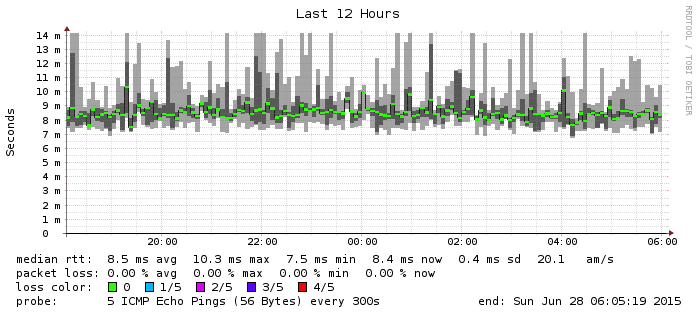 Last 12 Hours
RRDTOOL / TOBI OETIKER
Seconds
14 m
13 m
12 m
11 m
10 m
9 m
8 m
7 m
6 m
5 m
4 m
3 m
2 m
1 m
0
20:00 22:00 00:00 02:00 04:00 06:00
median rtt: 8.5 ms avg 10.3 ms max 7.5 ms min 8.4 ms now 0.4 ms sd 20.1 am/s
packet loss: 0.00 % avg 0.00 % max 0.00 % min 0.00 % now
loss color: 0 1/5 2/5 3/5 4/5
probe: 5 ICMP Echo Pings (56 Bytes) every 300s end: Sun Jun 28 06:05:19 2015